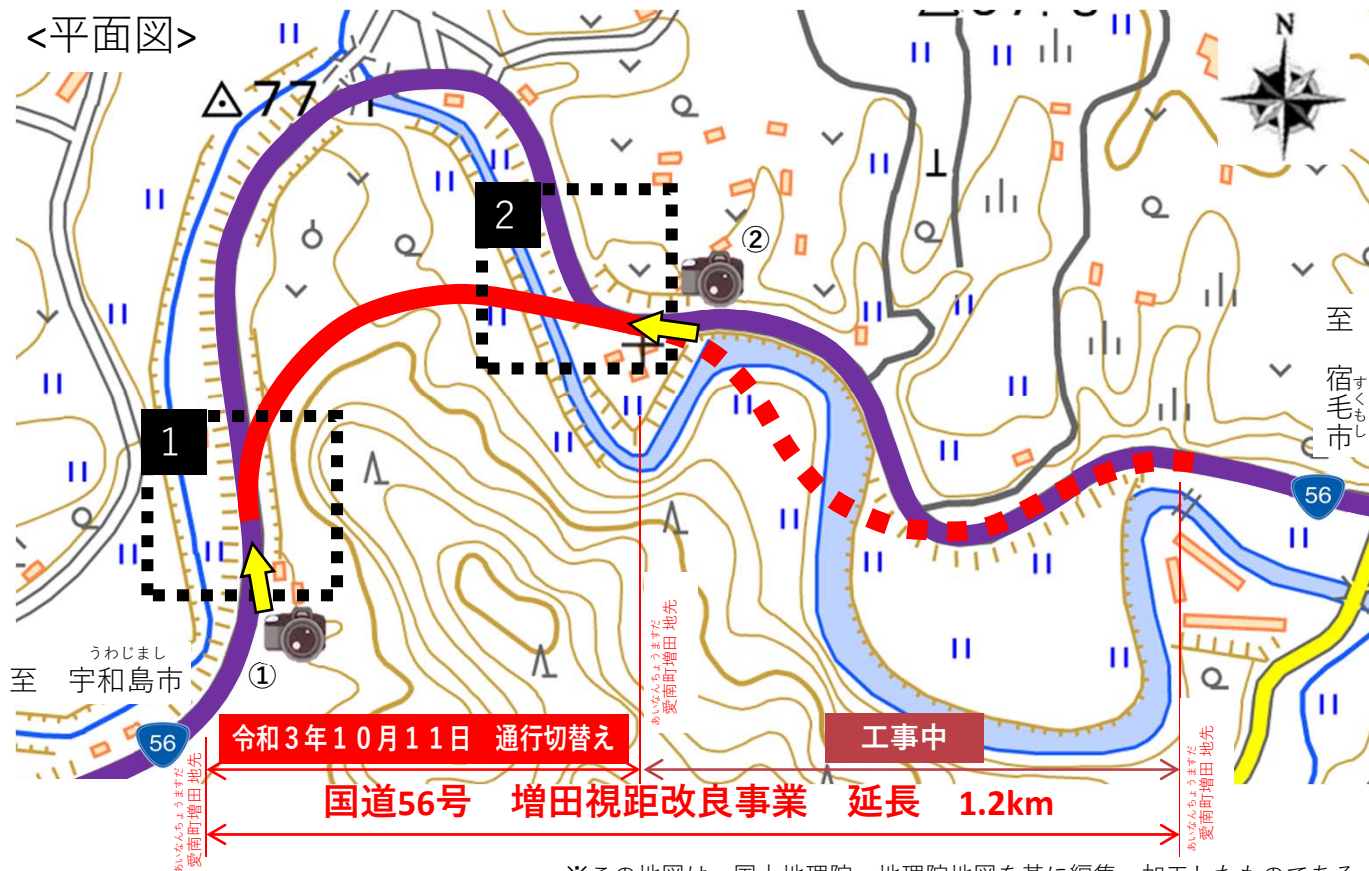 <平面図>
77
N
2
②
至
宿毛市
すくもし
1
56
うわじまし
至 宇和島市
①
56
あいなんちょうますだ
愛南町増田 地先
令和3年10月11日 通行切替え
あいなんちょうますだ
愛南町増田 地先
工事中
あいなんちょうますだ
愛南町増田 地先
国道56号 増田視距改良事業 延長 1.2km